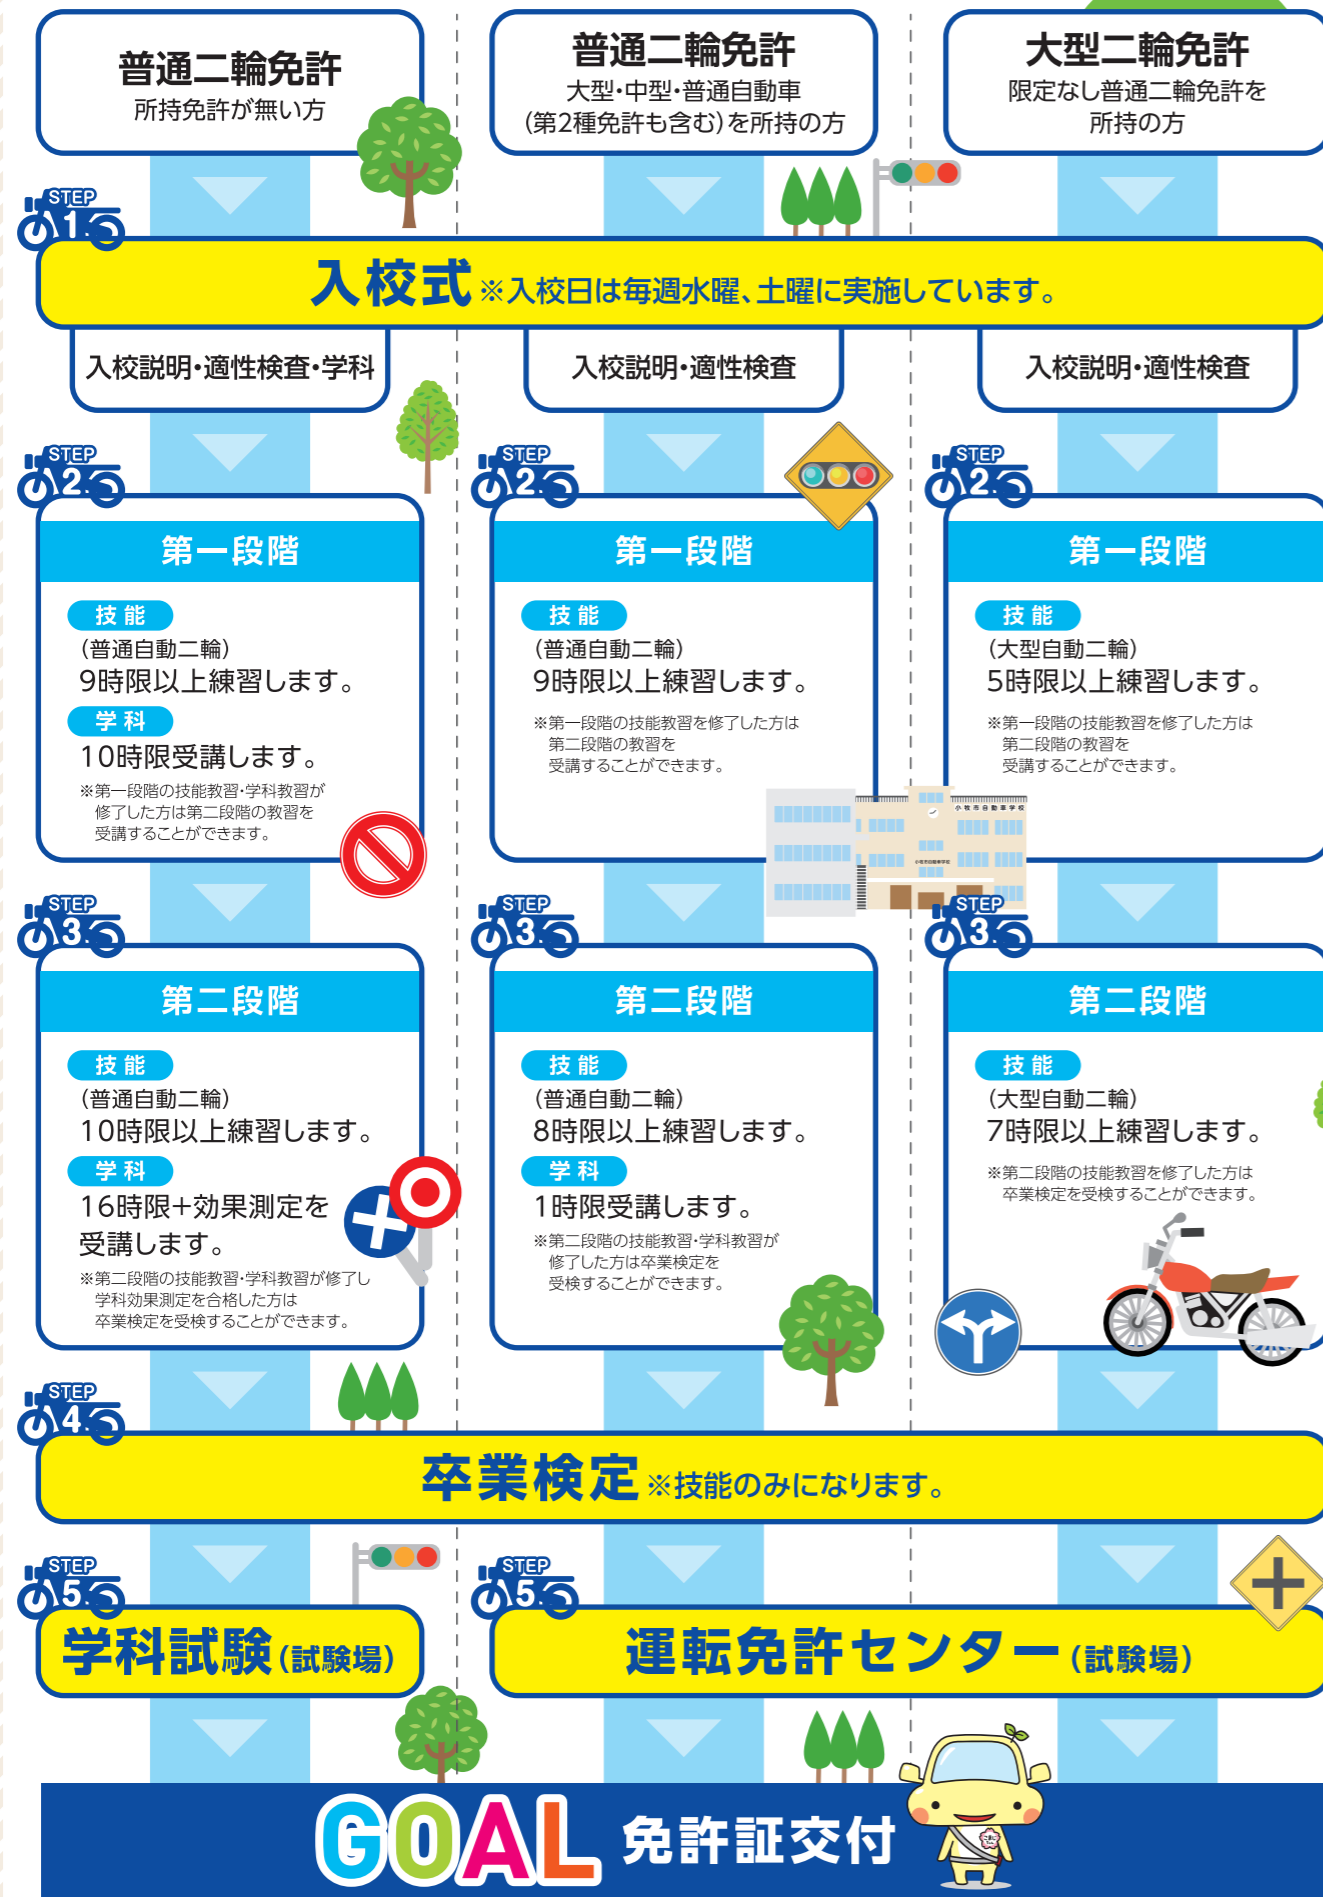 普通二輪免許
所持免許が無い方
普通二輪免許
大型・中型・普通自動車
（第2種免許も含む）を所持の方
大型二輪免許
限定なし普通二輪免許を
所持の方
STEP
1
入校式 ※入校日は毎週水曜、土曜に実施しています。
入校説明・適性検査・学科
入校説明・適性検査
入校説明・適性検査
STEP
2
第一段階
技能
（普通自動二輪）
9時限以上練習します。
学科
10時限受講します。
※第一段階の技能教習・学科教習が
修了した方は第二段階の教習を
受講することができます。
STEP
2
第一段階
技能
（普通自動二輪）
9時限以上練習します。
※第一段階の技能教習を修了した方は
第二段階の教習を
受講することができます。
STEP
2
第一段階
技能
（大型自動二輪）
5時限以上練習します。
※第一段階の技能教習を修了した方は
第二段階の教習を
受講することができます。
小牧市自動車学校
小牧市自動車学校
STEP
3
第二段階
技能
（普通自動二輪）
10時限以上練習します。
学科
16時限＋効果測定を
受講します。
※第二段階の技能教習・学科教習が修了し
学科効果測定を合格した方は
卒業検定を受検することができます。
STEP
3
第二段階
技能
（普通自動二輪）
8時限以上練習します。
学科
1時限受講します。
※第二段階の技能教習・学科教習が
修了した方は卒業検定を
受検することができます。
STEP
3
第二段階
技能
（大型自動二輪）
7時限以上練習します。
※第二段階の技能教習を修了した方は
卒業検定を受検することができます。
STEP
4
卒業検定 ※技能のみになります。
STEP
5
学科試験（試験場）
STEP
5
運転免許センター（試験場）
GOAL 免許証交付